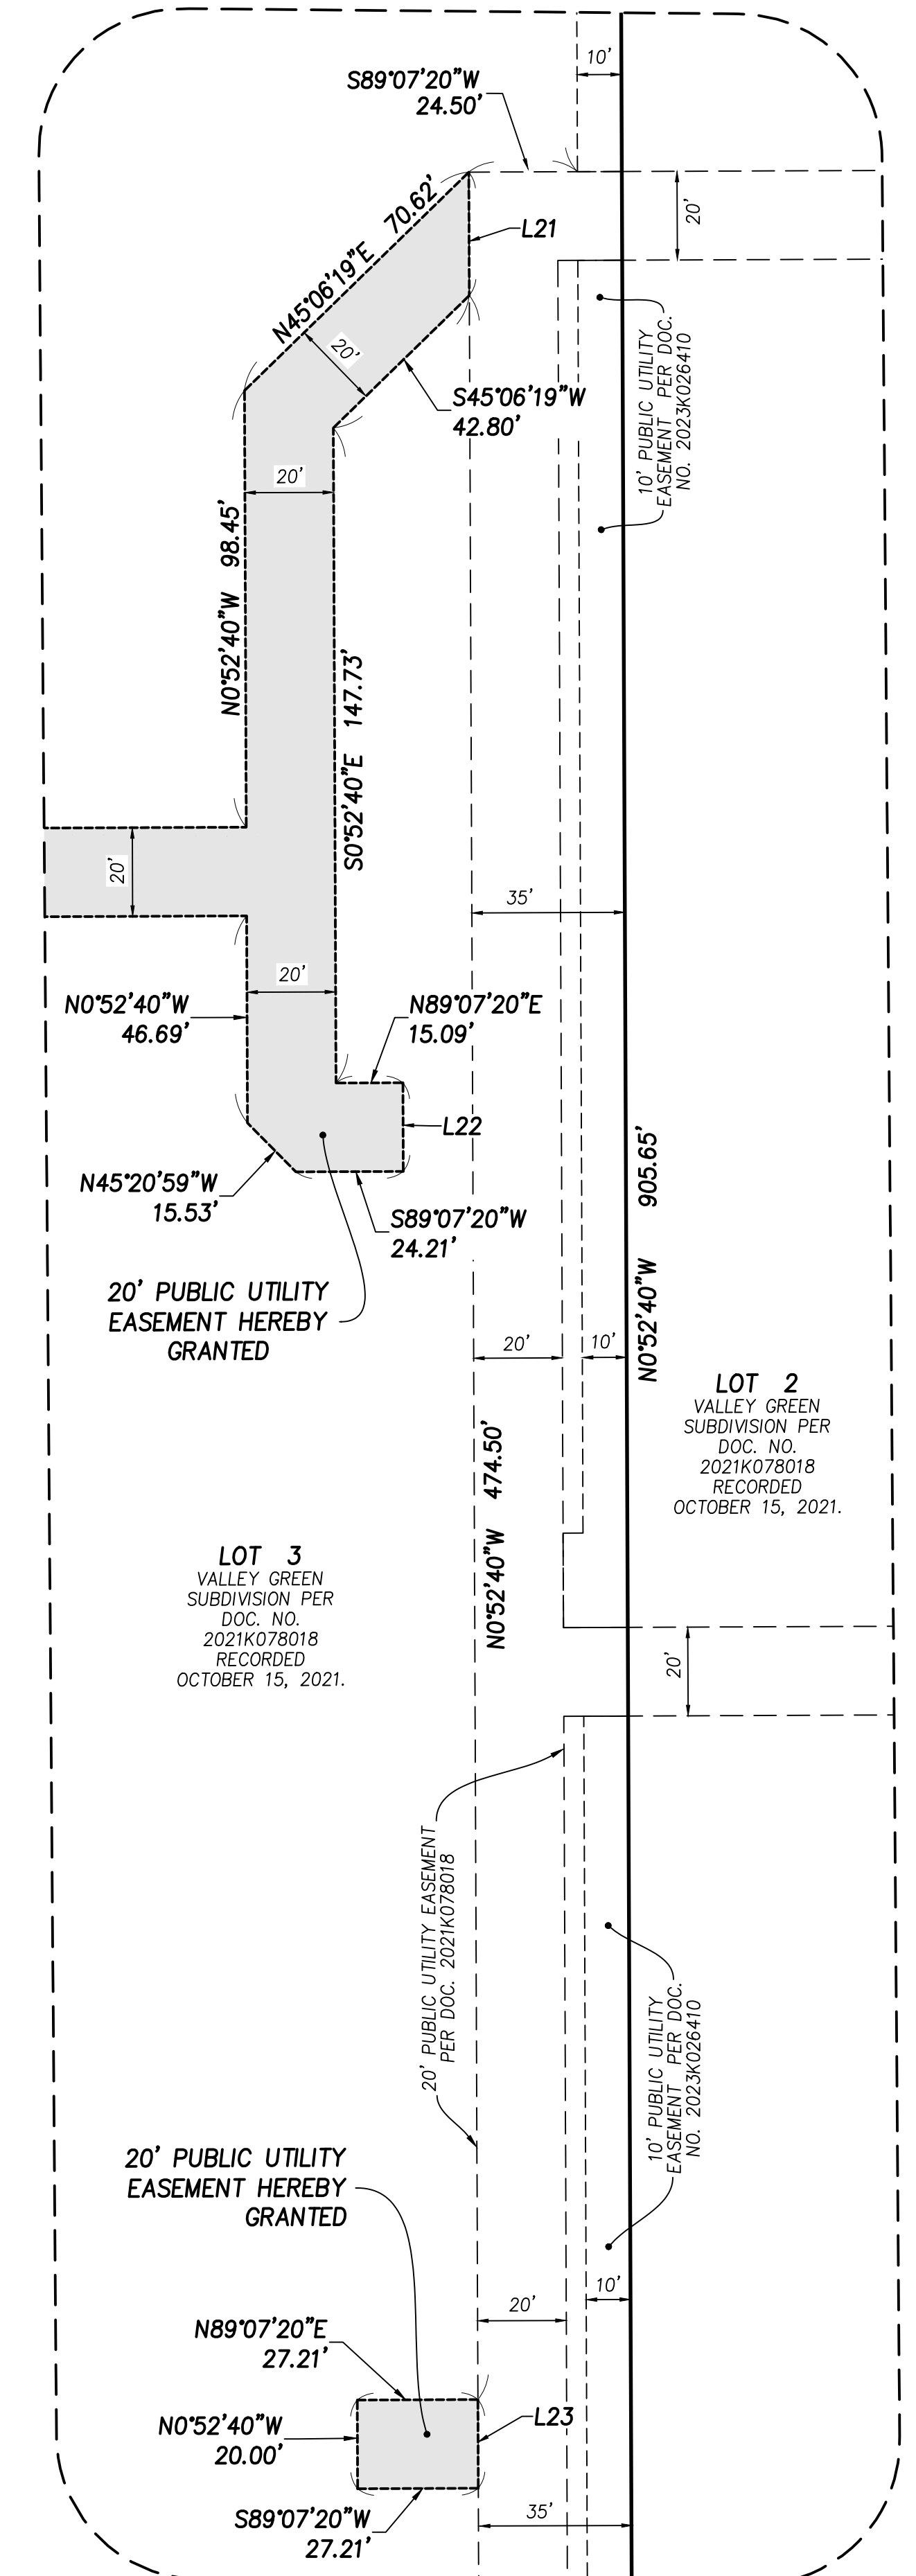 10'
S89°07'20"W
24.50'
N45°06'19"E 70.62'
L21
20'
20'
10' PUBLIC UTILITY
EASEMENT PER DOC.
NO. 2023K026410
S45°06'19"W
42.80'
20'
N0°52'40"W 98.45'
S0°52'40"E 147.73'
20'
35'
20'
N0°52'40"W
46.69'
N89°07'20"E
15.09'
L22
N45°20'59"W
15.53'
S89°07'20"W
24.21'
N0°52'40"W 905.65'
20' PUBLIC UTILITY
EASEMENT HEREBY
GRANTED
20'
10'
LOT 2
VALLEY GREEN
SUBDIVISION PER
DOC. NO.
2021K078018
RECORDED
OCTOBER 15, 2021.
N0°52'40"W 474.50'
LOT 3
VALLEY GREEN
SUBDIVISION PER
DOC. NO.
2021K078018
RECORDED
OCTOBER 15, 2021.
20'
20' PUBLIC UTILITY EASEMENT
PER DOC. 2021K078018
10' PUBLIC UTILITY
EASEMENT PER DOC.
NO. 2023K026410
20' PUBLIC UTILITY
EASEMENT HEREBY
GRANTED
10'
20'
N89°07'20"E
27.21'
L23
N0°52'40"W
20.00'
S89°07'20"W
27.21'
35'